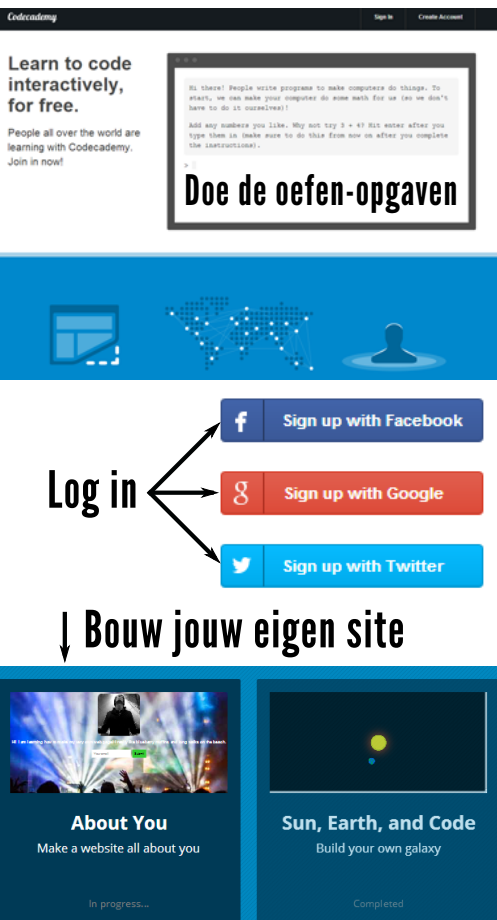 Codecademy
Sign In
Create Account
Learn to code
interactively,
for free.
People all over the world are
learning with Codecademy.
Join in now!
Hi there! People write programs to make computers do things. To
start, we can make your computer do some math for us (so we don't
have to do it ourselves)!
Add any numbers you like. Why not try 3 + 4? Hit enter after you
type them in (make sure to do this from now on after you complete
the instructions).
>
Doe de oefen-opgaven
Sign up with Facebook
Log in
Sign up with Google
Sign up with Twitter
Bouw jouw eigen site
About You
Make a website all about you
In progress...
Sun, Earth, and Code
Build your own galaxy
Completed